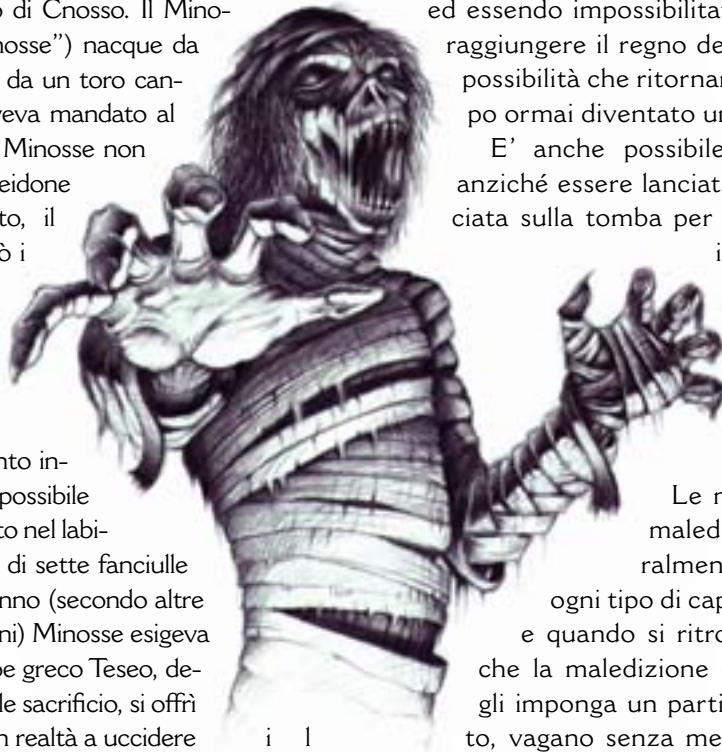 o di Cnosso. Il Mino-
nosse”) nacque da
da un toro can-
veva mandato al
Minosse non
eidone
to, il
ò i
nto in-
possibile
to nel labi-
di sette fanciulle
nno (secondo altre
ni) Minosse esigeva
pe greco Teseo, de-
le sacrificio, si offrì
n realtà a uccidere
i l
ed essendo impossibilita
raggiungere il regno de
possibilità che ritornar
po ormai diventato un
E’ anche possibile
anziché essere lanciat
ciata sulla tomba per
i
Le m
maled
ralmen
ogni tipo di cap
e quando si ritro
che la maledizione
gli imponga un parti
to, vagano senza me